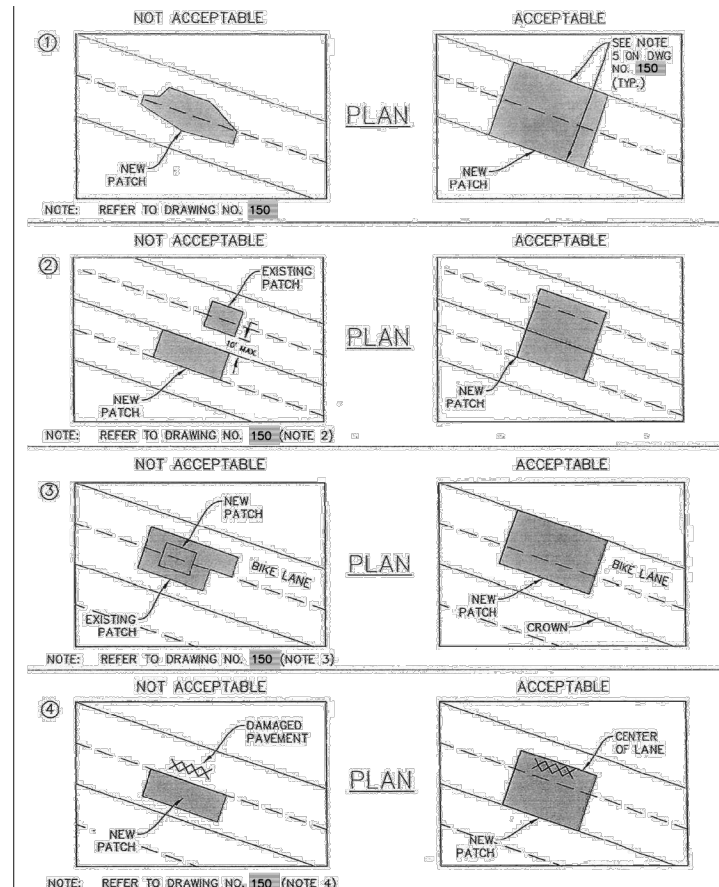 NOT ACCEPTABLE
ACCEPTABLE
①
SEE NOTE
5 ON DWG
NO. 150
(TYP.)
PLAN
NEW
PATCH
NEW
PATCH
NOTE: REFER TO DRAWING NO. 150
NOT ACCEPTABLE
ACCEPTABLE
②
EXISTING
PATCH
10' MAX.
PLAN
NEW
PATCH
NEW
PATCH
NOTE: REFER TO DRAWING NO. 150 (NOTE 2)
NOT ACCEPTABLE
ACCEPTABLE
③
NEW
PATCH
BIKE LANE
PLAN
BIKE LANE
EXISTING
PATCH
NEW
PATCH
CROWN
NOTE: REFER TO DRAWING NO. 150 (NOTE 3)
NOT ACCEPTABLE
ACCEPTABLE
④
DAMAGED
PAVEMENT
CENTER
OF LANE
PLAN
NEW
PATCH
NEW
PATCH
NOTE: REFER TO DRAWING NO. 150 (NOTE 4)